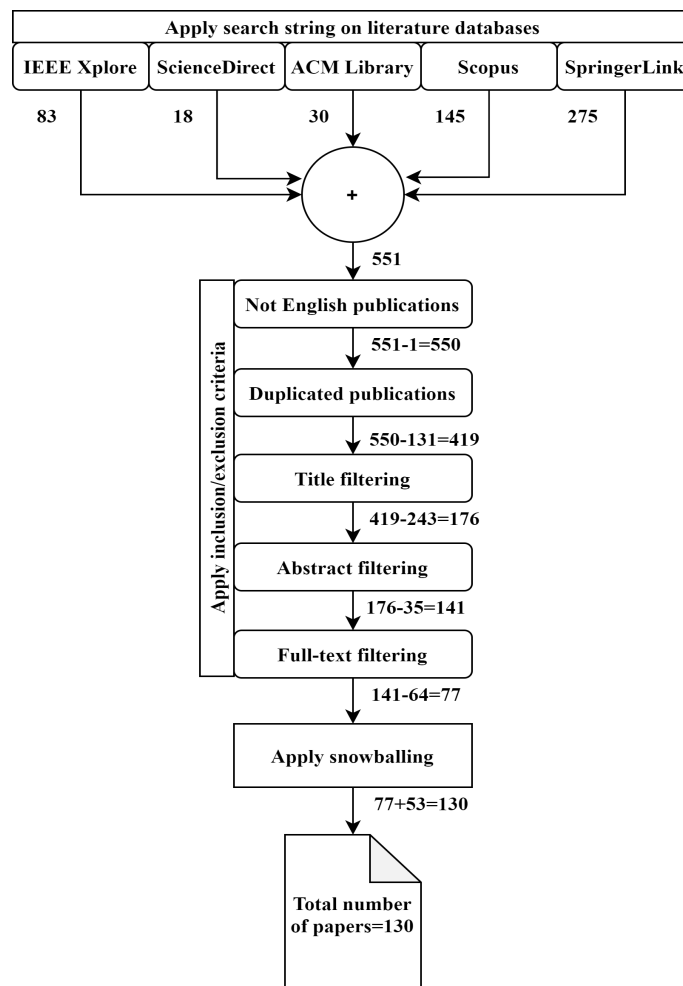 Apply search string on literature databases
IEEE Xplore
ScienceDirect
ACM Library
Scopus
SpringerLink
83
18
30
145
275
+
551
Apply inclusion/exclusion criteria
Not English publications
551-1=550
Duplicated publications
550-131=419
Title filtering
419-243=176
Abstract filtering
176-35=141
Full-text filtering
141-64=77
Apply snowballing
77+53=130
Total number
of papers=130